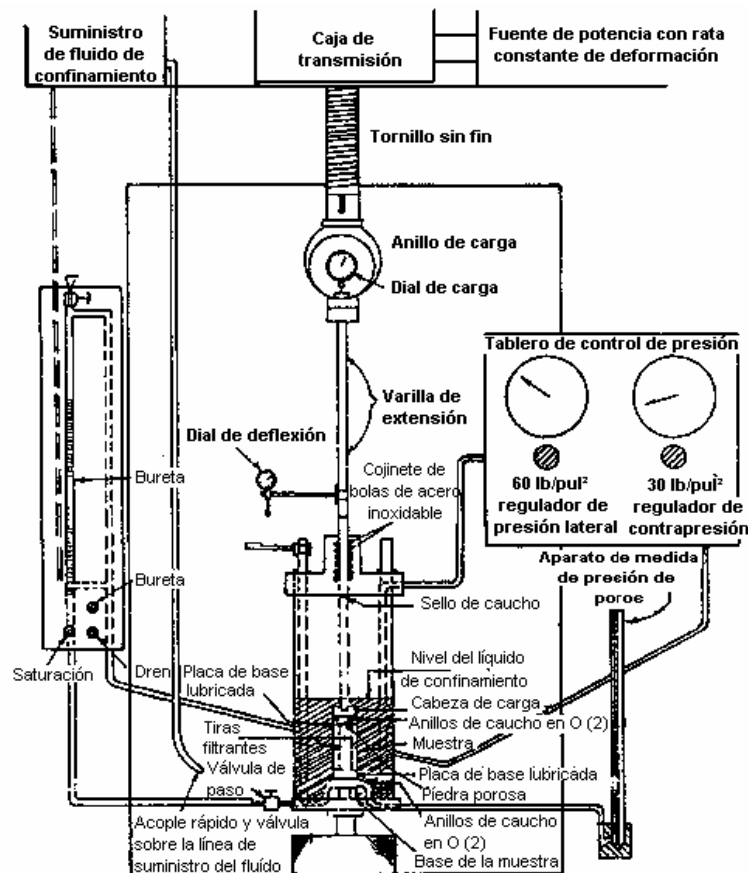 Suministro
de fluido de
confinamiento
Caja de
transmisión
Fuente de potencia con rata
constante de deformación
Tornillo sin fin
Anillo de carga
Dial de carga
Tablero de control de presión
Varilla de
extensión
Dial de deflexión
Bureta
Cojinete de
bolas de acero
inoxidable
60 lb/pul²
regulador de
presión lateral
30 lb/pul²
regulador de
contrapresión
Aparato de medida
de presión de
poroe
Bureta
Sello de caucho
Saturación
Dren
Placa de base
lubricada
Nivel del líquido
de confinamiento
Cabeza de carga
Anillos de caucho en O (2)
Tiras
filtrantes
Muestra
Válvula de
paso
Placa de base lubricada
Piedra porosa
Acople rápido y válvula
sobre la línea de
suministro del fluído
Anillos de caucho
en O (2)
Base de la muestra